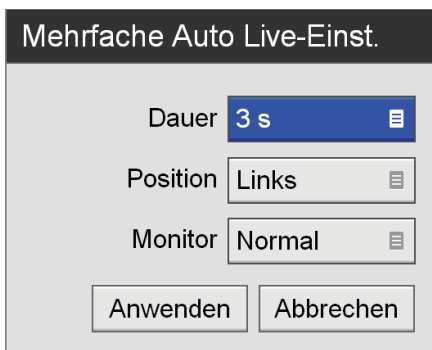 Mehrfache Auto Live-Einst.
Dauer 3 s
Position Links
Monitor Normal
Anwenden Abbrechen